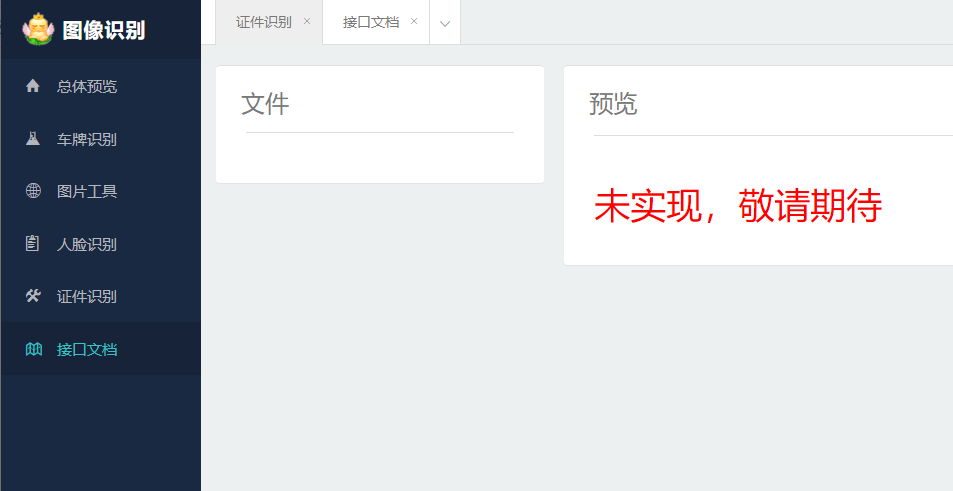 图像识别
总体预览
车牌识别
图片工具
人脸识别
证件识别
接口文档
证件识别 × 接口文档 ×
文件
预览
未实现，敬请期待